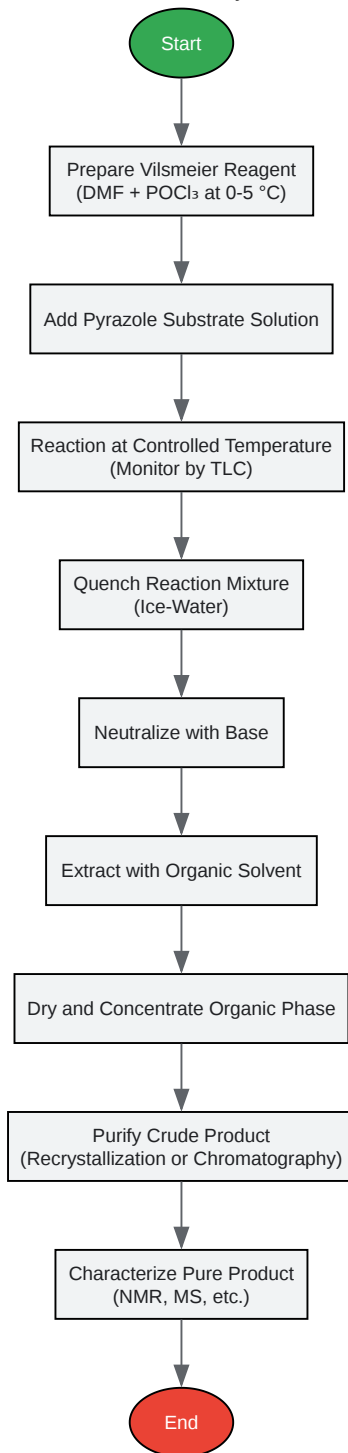 Start
Prepare Vilsmeier Reagent
(DMF + POCl₃ at 0-5 °C)
Add Pyrazole Substrate Solution
Reaction at Controlled Temperature
(Monitor by TLC)
Quench Reaction Mixture
(Ice-Water)
Neutralize with Base
Extract with Organic Solvent
Dry and Concentrate Organic Phase
Purify Crude Product
(Recrystallization or Chromatography)
Characterize Pure Product
(NMR, MS, etc.)
End